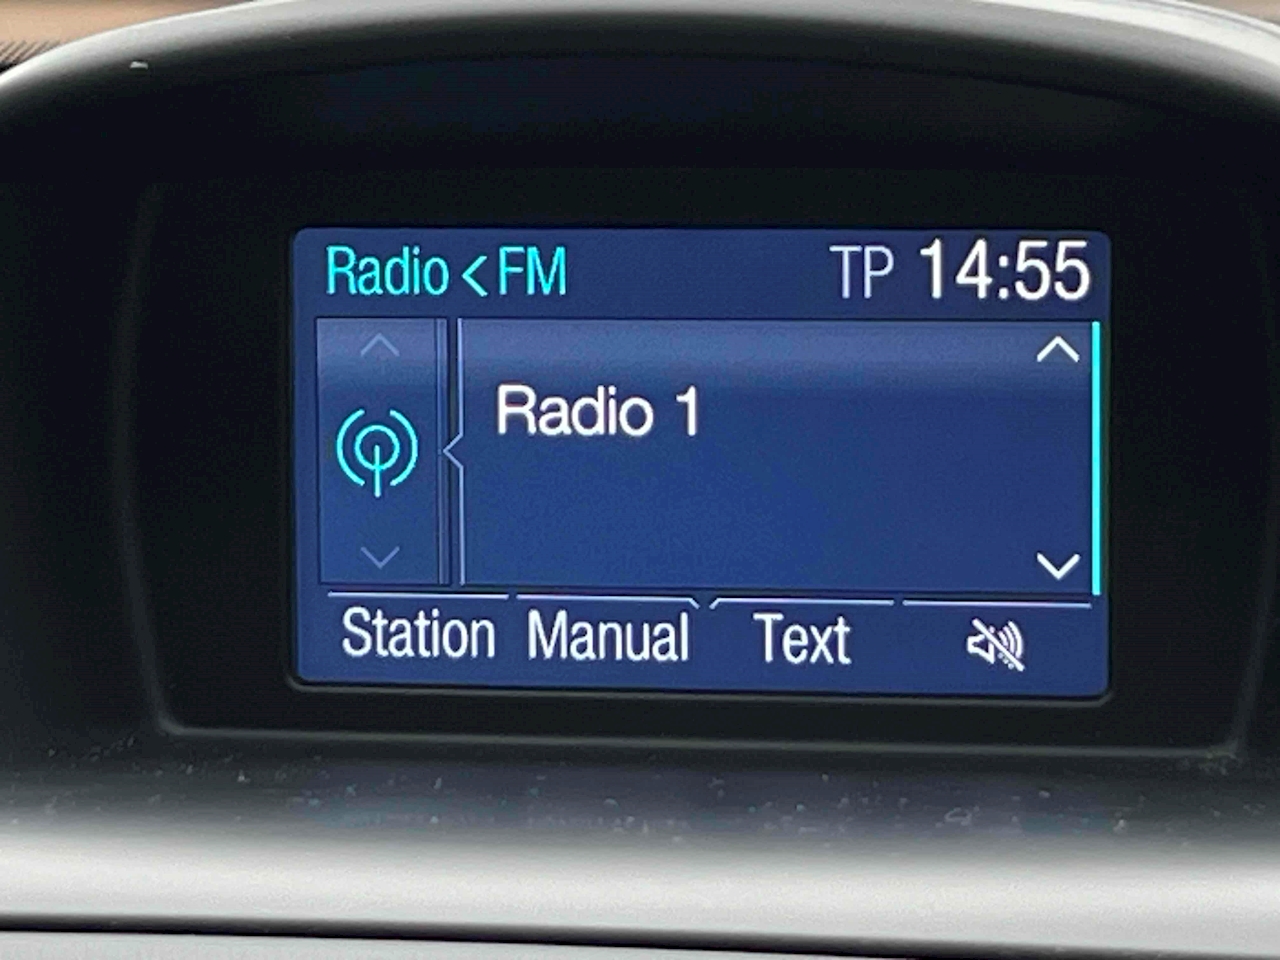 Radio < FM TP 14:55
Radio 1
Station Manual Text